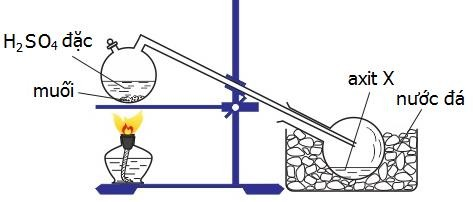 H₂SO₄ đặc
muối
axit X
nước đá